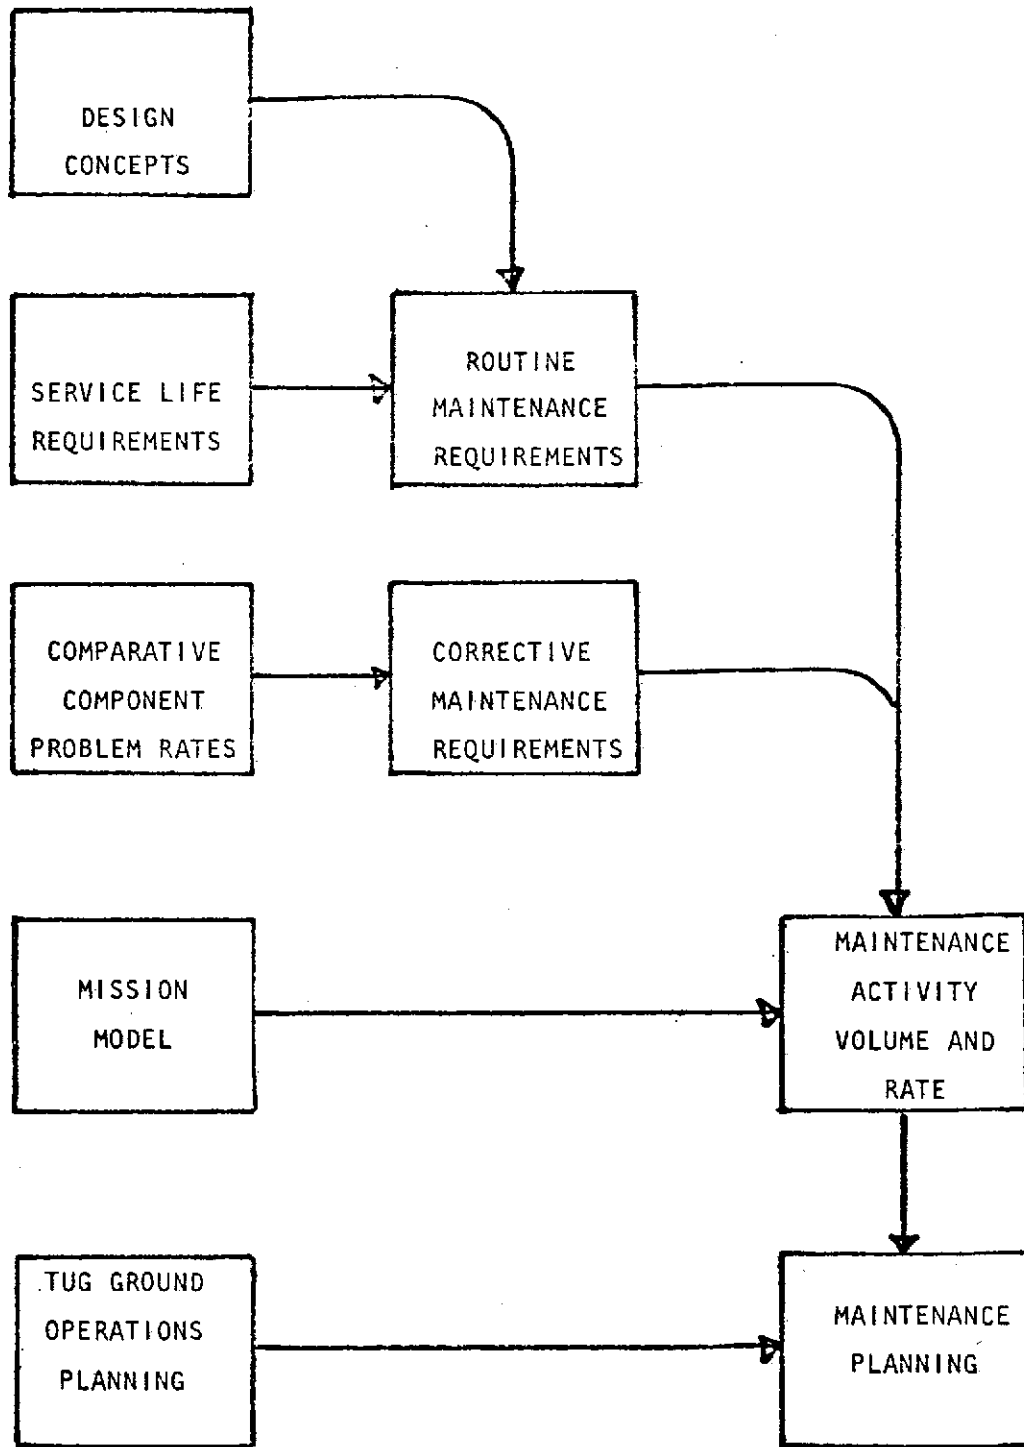 DESIGN
CONCEPTS
SERVICE LIFE
REQUIREMENTS
ROUTINE
MAINTENANCE
REQUIREMENTS
COMPARATIVE
COMPONENT
PROBLEM RATES
CORRECTIVE
MAINTENANCE
REQUIREMENTS
MISSION
MODEL
MAINTENANCE
ACTIVITY
VOLUME AND
RATE
TUG GROUND
OPERATIONS
PLANNING
MAINTENANCE
PLANNING